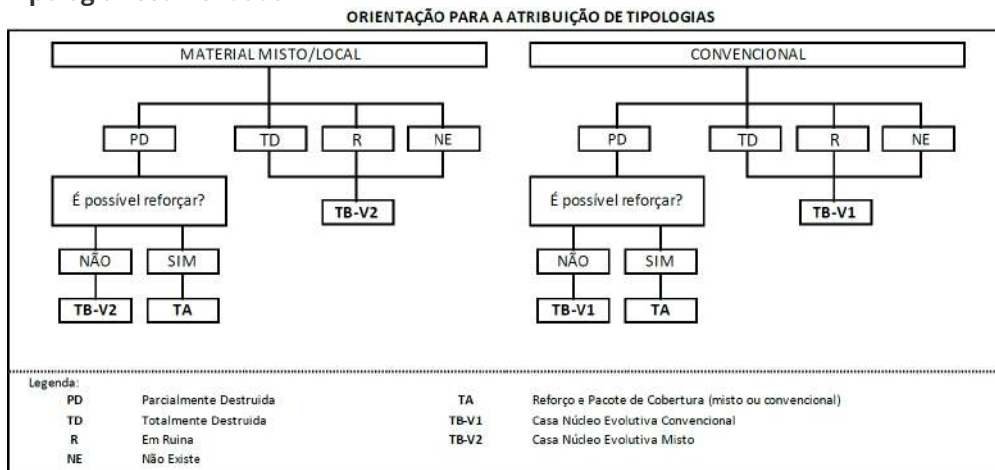 ORIENTAÇÃO PARA A ATRIBUIÇÃO DE TIPOLOGIAS
MATERIAL MISTO/LOCAL
CONVENCIONAL
PD
TD
R
NE
PD
TD
R
NE
É possível reforçar?
TB-V2
É possível reforçar?
TB-V1
NÃO
SIM
NÃO
SIM
TB-V2
TA
TB-V1
TA
Legenda:
PD Parcialmente Destruida TA Reforço e Pacote de Cobertura (misto ou convencional)
TD Totalmente Destruida TB-V1 Casa Núcleo Evolutiva Convencional
R Em Ruina TB-V2 Casa Núcleo Evolutiva Misto
NE Não Existe